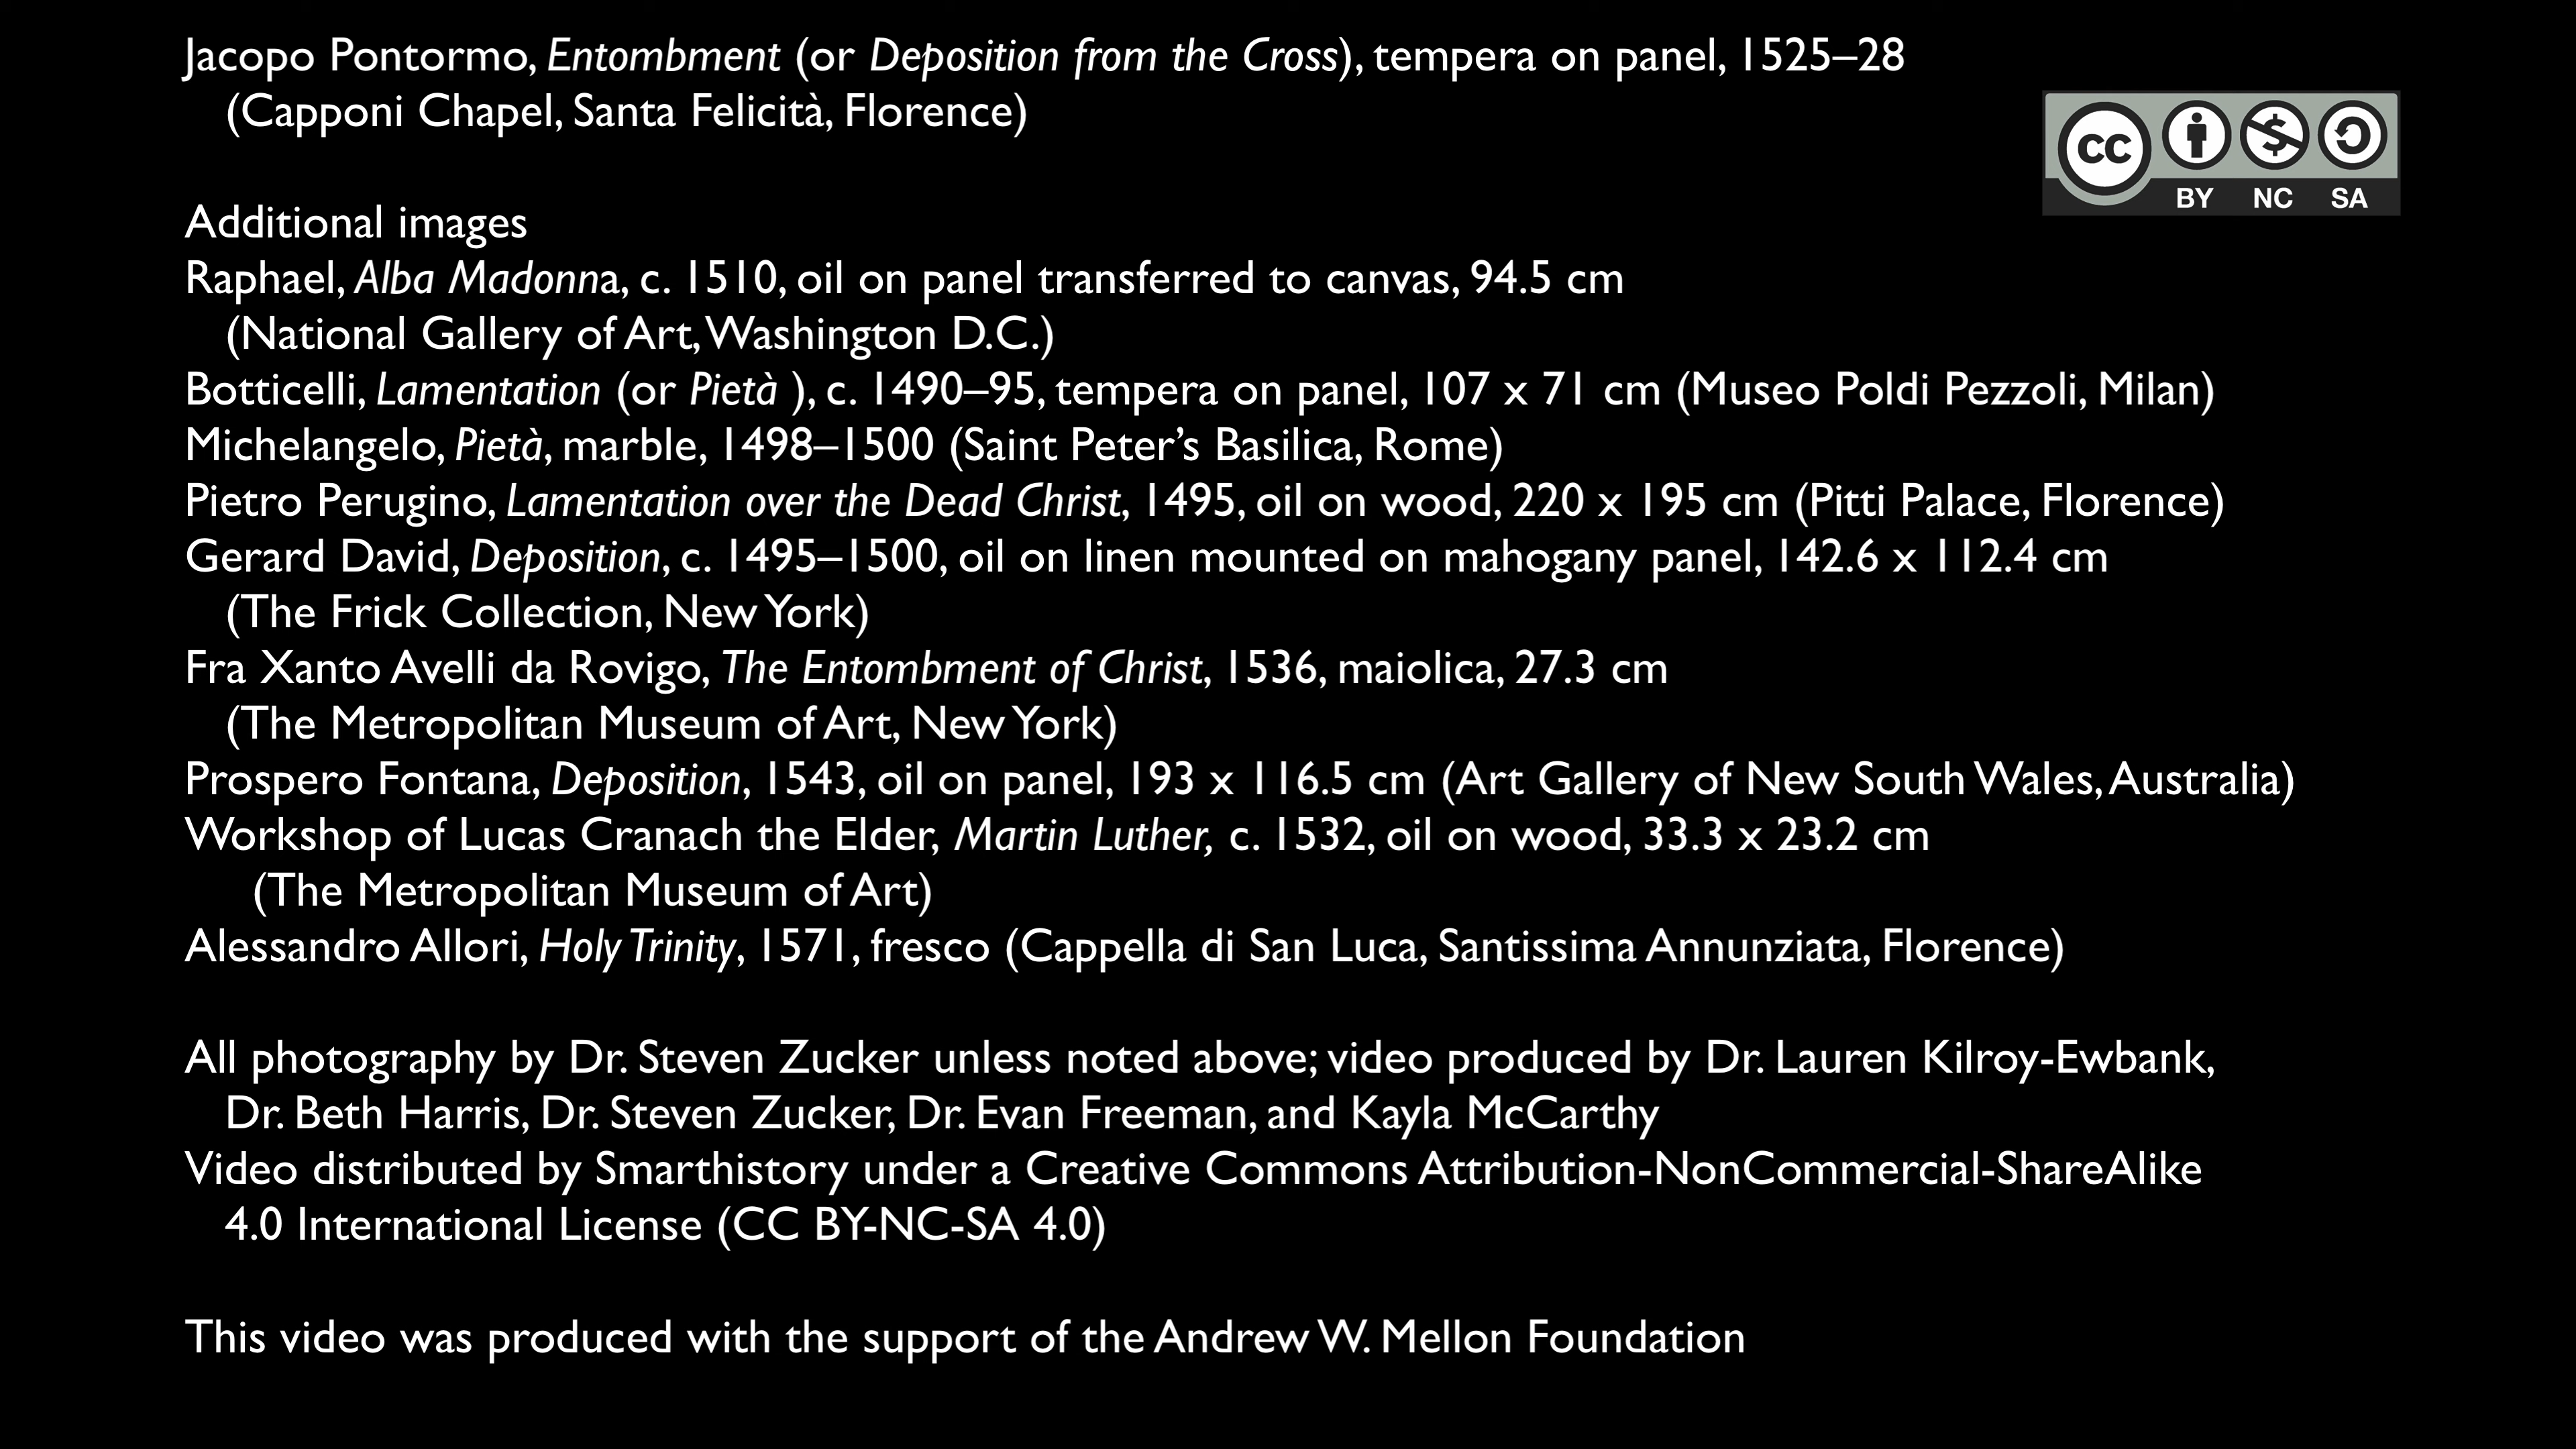 Jacopo Pontormo, Entombment (or Deposition from the Cross), tempera on panel, 1525–28
(Capponi Chapel, Santa Felicità, Florence)
CC
BY NC SA
Additional images
Raphael, Alba Madonna, c. 1510, oil on panel transferred to canvas, 94.5 cm
(National Gallery of Art, Washington D.C.)
Botticelli, Lamentation (or Pietà ), c. 1490–95, tempera on panel, 107 x 71 cm (Museo Poldi Pezzoli, Milan)
Michelangelo, Pietà, marble, 1498–1500 (Saint Peter’s Basilica, Rome)
Pietro Perugino, Lamentation over the Dead Christ, 1495, oil on wood, 220 x 195 cm (Pitti Palace, Florence)
Gerard David, Deposition, c. 1495–1500, oil on linen mounted on mahogany panel, 142.6 x 112.4 cm
(The Frick Collection, New York)
Fra Xanto Avelli da Rovigo, The Entombment of Christ, 1536, maiolica, 27.3 cm
(The Metropolitan Museum of Art, New York)
Prospero Fontana, Deposition, 1543, oil on panel, 193 x 116.5 cm (Art Gallery of New South Wales, Australia)
Workshop of Lucas Cranach the Elder, Martin Luther, c. 1532, oil on wood, 33.3 x 23.2 cm
(The Metropolitan Museum of Art)
Alessandro Allori, Holy Trinity, 1571, fresco (Cappella di San Luca, Santissima Annunziata, Florence)
All photography by Dr. Steven Zucker unless noted above; video produced by Dr. Lauren Kilroy-Ewbank,
Dr. Beth Harris, Dr. Steven Zucker, Dr. Evan Freeman, and Kayla McCarthy
Video distributed by Smarthistory under a Creative Commons Attribution-NonCommercial-ShareAlike
4.0 International License (CC BY-NC-SA 4.0)
This video was produced with the support of the Andrew W. Mellon Foundation